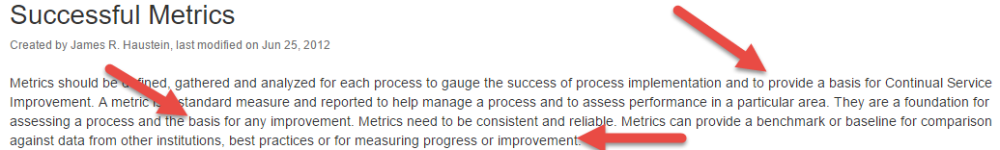 Successful Metrics
Created by James R. Haustein, last modified on Jun 25, 2012
Metrics should be defined, gathered and analyzed for each process to gauge the success of process implementation and to provide a basis for Continual Service
Improvement. A metric is standard measure and reported to help manage a process and to assess performance in a particular area. They are a foundation for
assessing a process and the basis for any improvement. Metrics need to be consistent and reliable. Metrics can provide a benchmark or baseline for comparison
against data from other institutions, best practices or for measuring progress or improvement.